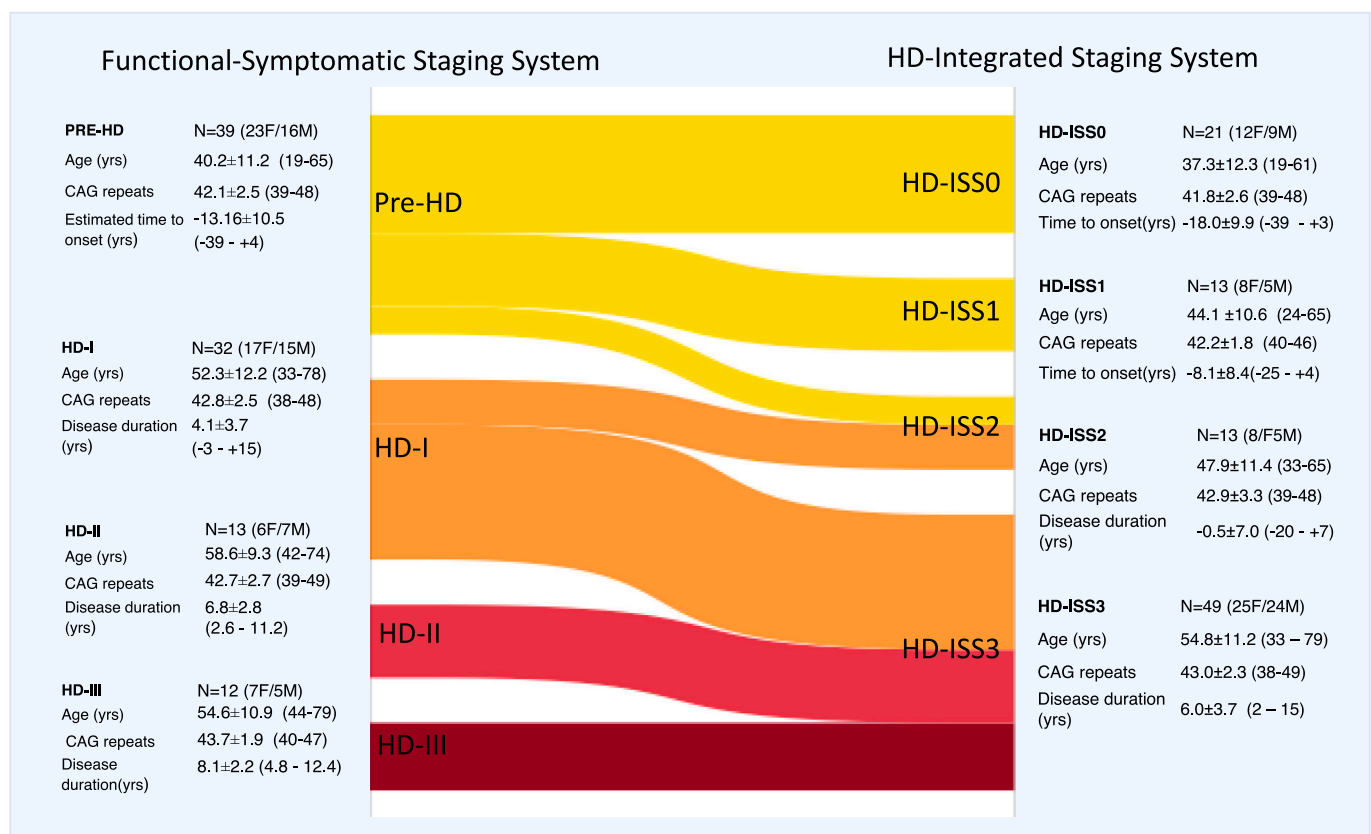 Functional-Symptomatic Staging System
PRE-HD N=39 (23F/16M)
Age (yrs) 40.2±11.2 (19-65)
CAG repeats 42.1±2.5 (39-48)
Estimated time to -13.16±10.5
onset (yrs) (-39 - +4)
HD-I N=32 (17F/15M)
Age (yrs) 52.3±12.2 (33-78)
CAG repeats 42.8±2.5 (38-48)
Disease duration 4.1±3.7
(yrs) (-3 - +15)
HD-II N=13 (6F/7M)
Age (yrs) 58.6±9.3 (42-74)
CAG repeats 42.7±2.7 (39-49)
Disease duration 6.8±2.8
(yrs) (2.6 - 11.2)
HD-III N=12 (7F/5M)
Age (yrs) 54.6±10.9 (44-79)
CAG repeats 43.7±1.9 (40-47)
Disease 8.1±2.2 (4.8 - 12.4)
duration(yrs)
Pre-HD
HD-I
HD-II
HD-III
HD-ISS0
HD-ISS1
HD-ISS2
HD-ISS3
HD-Integrated Staging System
HD-ISS0 N=21 (12F/9M)
Age (yrs) 37.3±12.3 (19-61)
CAG repeats 41.8±2.6 (39-48)
Time to onset(yrs) -18.0±9.9 (-39 - +3)
HD-ISS1 N=13 (8F/5M)
Age (yrs) 44.1 ±10.6 (24-65)
CAG repeats 42.2±1.8 (40-46)
Time to onset(yrs) -8.1±8.4(-25 - +4)
HD-ISS2 N=13 (8/F5M)
Age (yrs) 47.9±11.4 (33-65)
CAG repeats 42.9±3.3 (39-48)
Disease duration -0.5±7.0 (-20 - +7)
(yrs)
HD-ISS3 N=49 (25F/24M)
Age (yrs) 54.8±11.2 (33 – 79)
CAG repeats 43.0±2.3 (38-49)
Disease duration 6.0±3.7 (2 – 15)
(yrs)